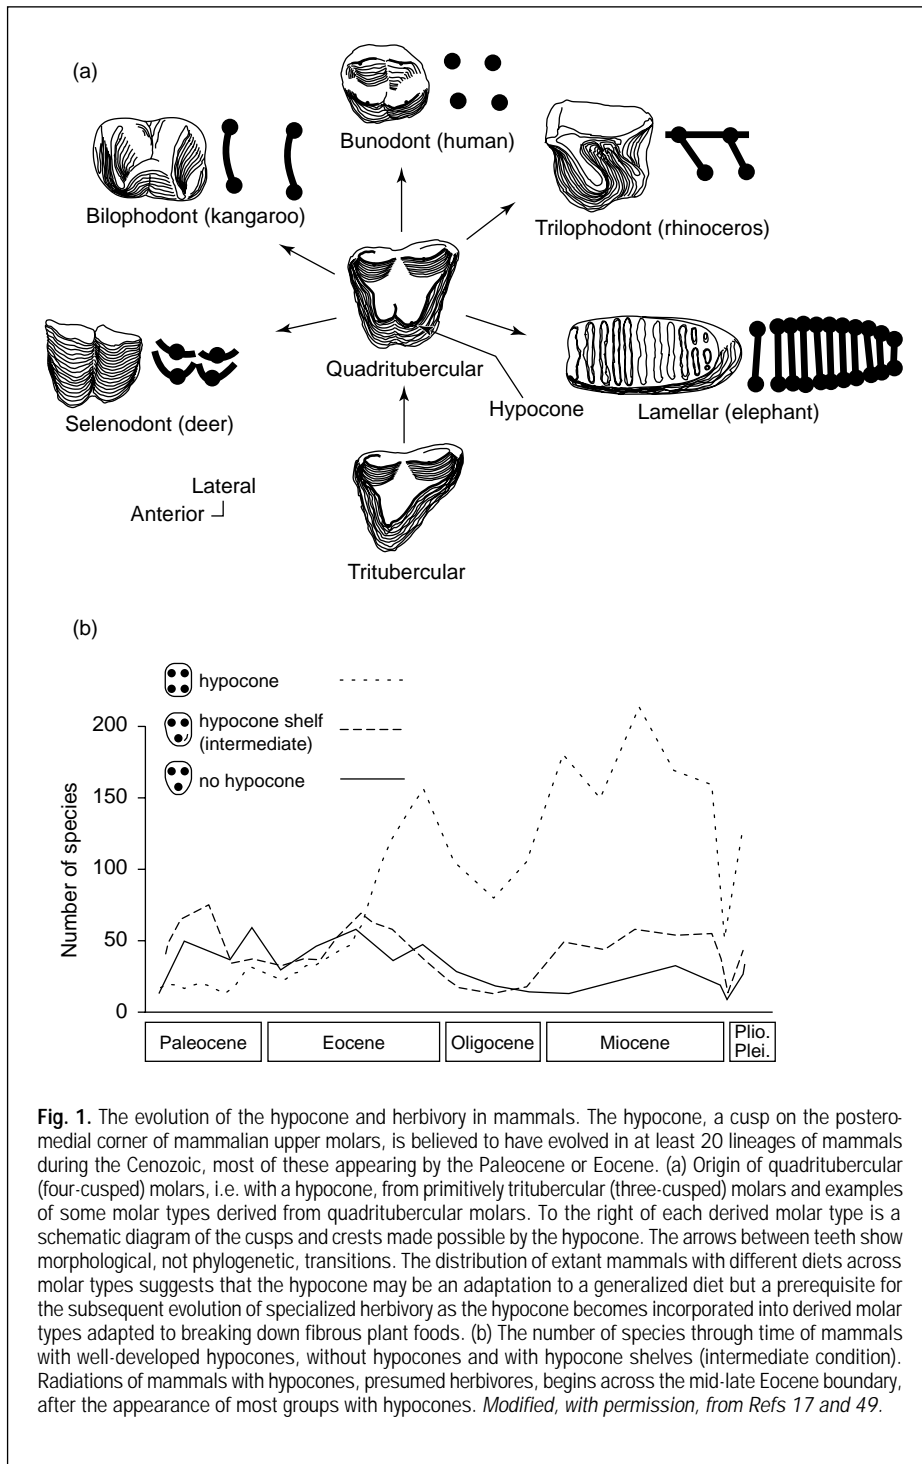 (a)
Bunodont (human)
Bilophodont (kangaroo)
Trilophodont (rhinoceros)
Quadritubercular
Hypocone
Lamellar (elephant)
Selenodont (deer)
Lateral
Anterior
Tritubercular
(b)
hypocone
hypocone shelf
(intermediate)
no hypocone
Number of species
200
150
100
50
0
Paleocene
Eocene
Oligocene
Miocene
Plio.
Plei.
Fig. 1. The evolution of the hypocone and herbivory in mammals. The hypocone, a cusp on the postero-
medial corner of mammalian upper molars, is believed to have evolved in at least 20 lineages of mammals
during the Cenozoic, most of these appearing by the Paleocene or Eocene. (a) Origin of quadritubercular
(four-cusped) molars, i.e. with a hypocone, from primitively tritubercular (three-cusped) molars and examples
of some molar types derived from quadritubercular molars. To the right of each derived molar type is a
schematic diagram of the cusps and crests made possible by the hypocone. The arrows between teeth show
morphological, not phylogenetic, transitions. The distribution of extant mammals with different diets across
molar types suggests that the hypocone may be an adaptation to a generalized diet but a prerequisite for
the subsequent evolution of specialized herbivory as the hypocone becomes incorporated into derived molar
types adapted to breaking down fibrous plant foods. (b) The number of species through time of mammals
with well-developed hypocones, without hypocones and with hypocone shelves (intermediate condition).
Radiations of mammals with hypocones, presumed herbivores, begins across the mid-late Eocene boundary,
after the appearance of most groups with hypocones. Modified, with permission, from Refs 17 and 49.